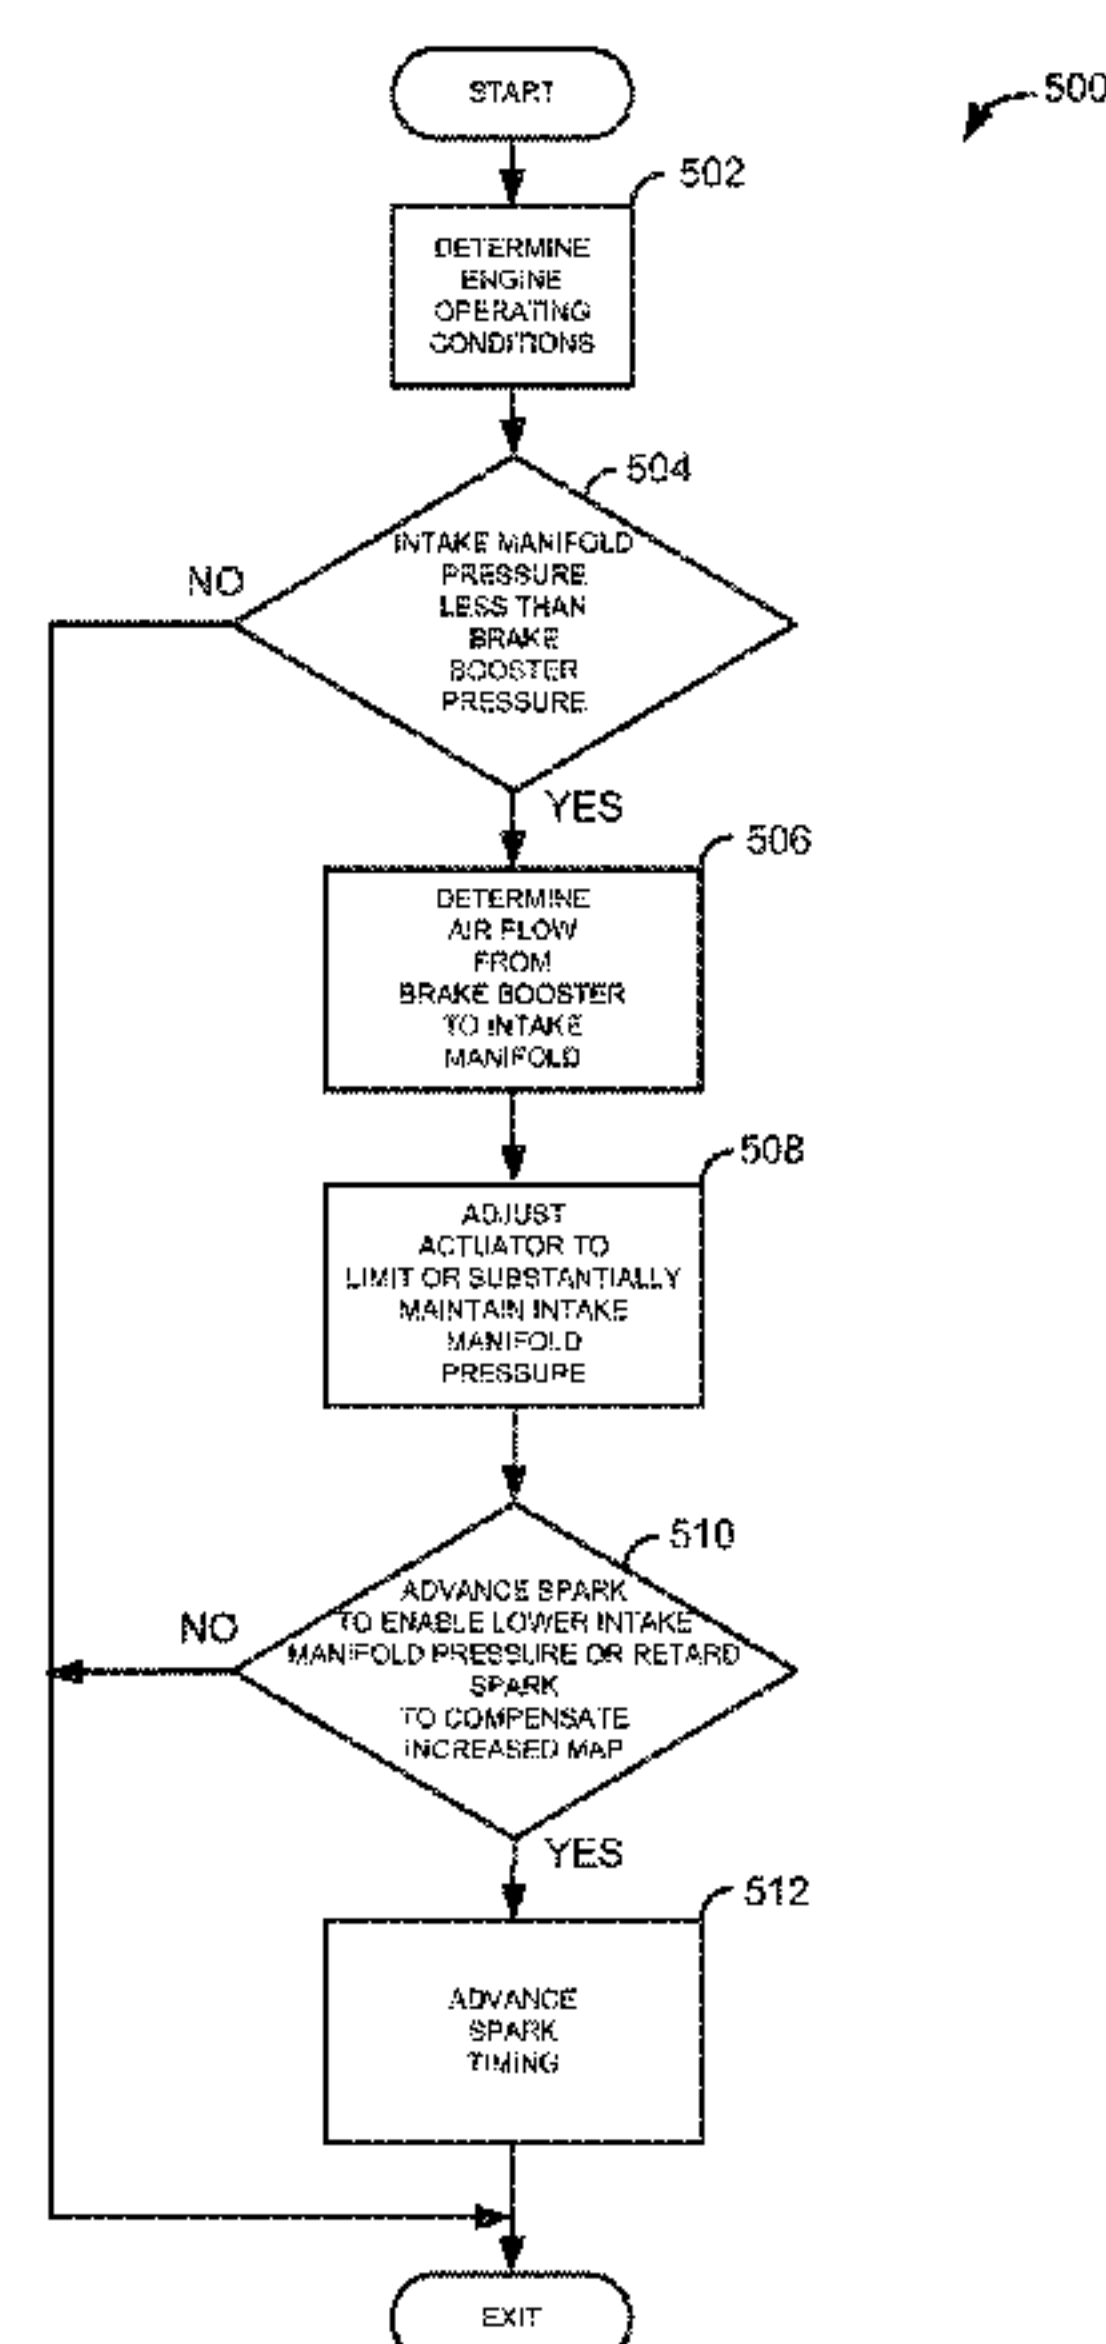 START
500
502
DETERMINE
ENGINE
OPERATING
CONDITIONS
504
INTAKE MANIFOLD
PRESSURE
LESS THAN
BRAKE
BOOSTER
PRESSURE
NO
YES
506
DETERMINE
AIR FLOW
FROM
BRAKE BOOSTER
TO INTAKE
MANIFOLD
508
ADJUST
ACTUATOR TO
LIMIT OR SUBSTANTIALLY
MAINTAIN INTAKE
MANIFOLD
PRESSURE
510
ADVANCE SPARK
TO ENABLE LOWER INTAKE
MANIFOLD PRESSURE OR RETARD
SPARK
TO COMPENSATE
INCREASED MAP
NO
YES
512
ADVANCE
SPARK
TIMING
EXIT